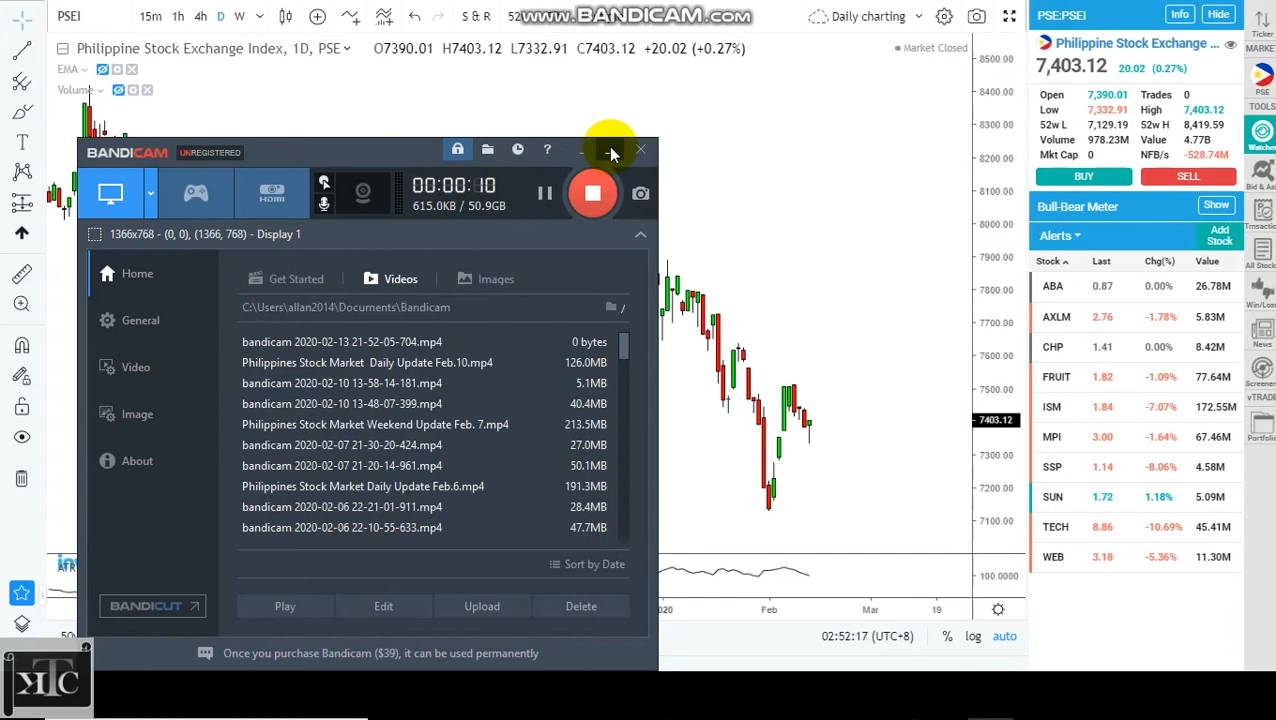 PSEI
15m 1h 4h D W
S & R
52
www.BANDICAM.com
Daily charting
Philippine Stock Exchange Index, 1D, PSE
O7390.01 H7403.12 L7332.91 C7403.12 +20.02 (+0.27%)
Market Closed
EMA
Volume
BANDICAM UNREGISTERED
?
HDMI
00:00:10
615.0KB / 50.9GB
1366x768 - (0, 0), (1366, 768) - Display 1
Home
General
Video
Image
About
BANDICUT
Get Started
Videos
Images
C:\Users\allan2014\Documents\Bandicam
/
bandicam 2020-02-13 21-52-05-704.mp4 0 bytes
Philippines Stock Market Daily Update Feb.10.mp4 126.0MB
bandicam 2020-02-10 13-58-14-181.mp4 5.1MB
bandicam 2020-02-10 13-48-07-399.mp4 40.4MB
Philippines Stock Market Weekend Update Feb. 7.mp4 213.5MB
bandicam 2020-02-07 21-30-20-424.mp4 27.0MB
bandicam 2020-02-07 21-20-14-961.mp4 50.1MB
Philippines Stock Market Daily Update Feb.6.mp4 191.3MB
bandicam 2020-02-06 22-21-01-911.mp4 28.4MB
bandicam 2020-02-06 22-10-55-633.mp4 47.7MB
Sort by Date
Play Edit Upload Delete
Once you purchase Bandicam ($39), it can be used permanently
KTC
8500.00
8400.00
8300.00
8200.00
8100.00
8000.00
7900.00
7800.00
7700.00
7600.00
7500.00
7403.12
7300.00
7200.00
7100.00
100.0000
Feb Mar 19
02:52:17 (UTC+8) % log auto
PSE:PSEI Info Hide
Philippine Stock Exchange ...
7,403.12 20.02 (0.27%)
Open 7,390.01 Trades 0
Low 7,332.91 High 7,403.12
52w L 7,129.19 52w H 8,419.59
Volume 978.23M Value 4.77B
Mkt Cap 0 NFB/s -528.74M
BUY SELL
Bull-Bear Meter Show
Alerts
Add Stock
Stock Last Chg(%) Value
ABA 0.87 0.00% 26.78M
AXLM 2.76 -1.78% 5.83M
CHP 1.41 0.00% 8.42M
FRUIT 1.82 -1.09% 77.64M
ISM 1.84 -7.07% 172.55M
MPI 3.00 -1.64% 67.46M
SSP 1.14 -8.06% 4.58M
SUN 1.72 1.18% 5.09M
TECH 8.86 -10.69% 45.41M
WEB 3.18 -5.36% 11.30M
Ticker
MARKET
PSE
TOOLS
Watches
Bid & As
All Stock
Win/Lose
News
Screener
vTRADE
Portfolio